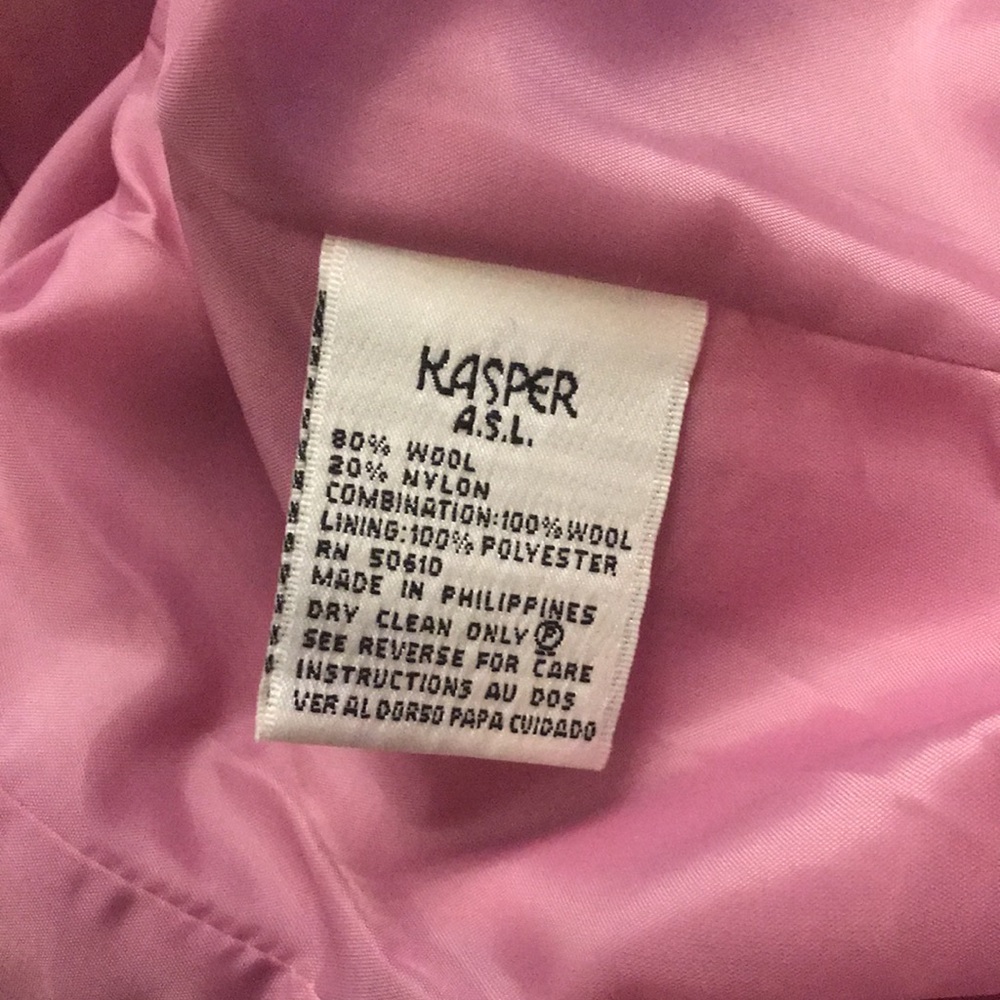 KASPER
A.S.L.
80% WOOL
20% NYLON
COMBINATION:100% WOOL
LINING:100% POLYESTER
RN 50610
MADE IN PHILIPPINES
DRY CLEAN ONLY Ⓟ
SEE REVERSE FOR CARE
INSTRUCTIONS AU DOS
VER AL DORSO PAPA CUIDADO